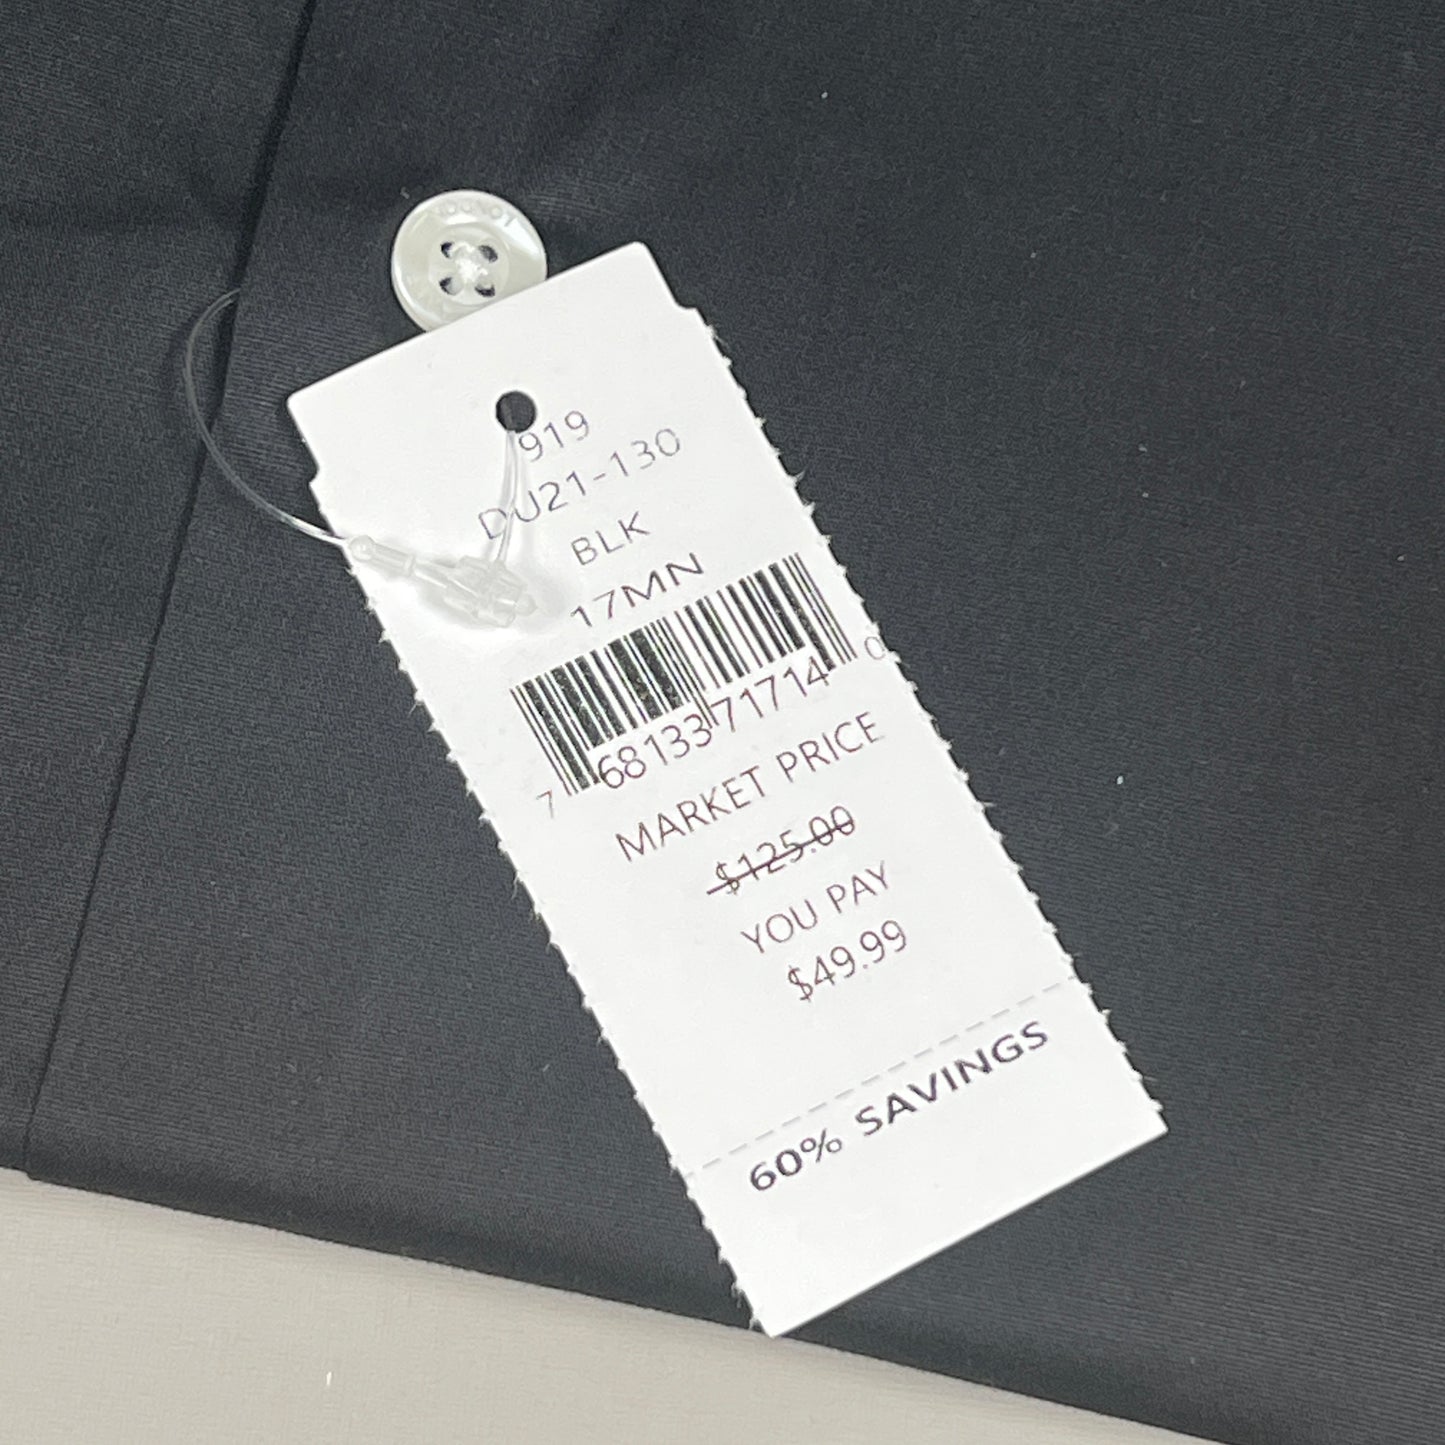 LONDON
919
DU21-130
BLK
17MN
7 68133 71714 0
MARKET PRICE
$125.00
YOU PAY
$49.99
60% SAVINGS